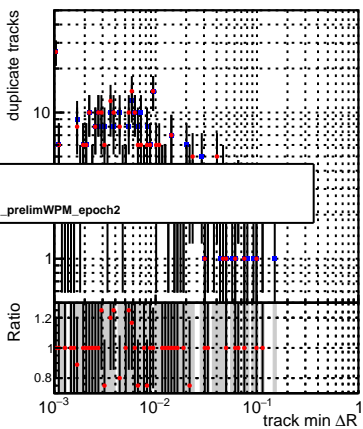 duplicate tracks
10
_prelimWPM_epoch2
1
Ratio
1.2
1
0.8
10⁻³ 10⁻² 10⁻¹ 1
track min ΔR